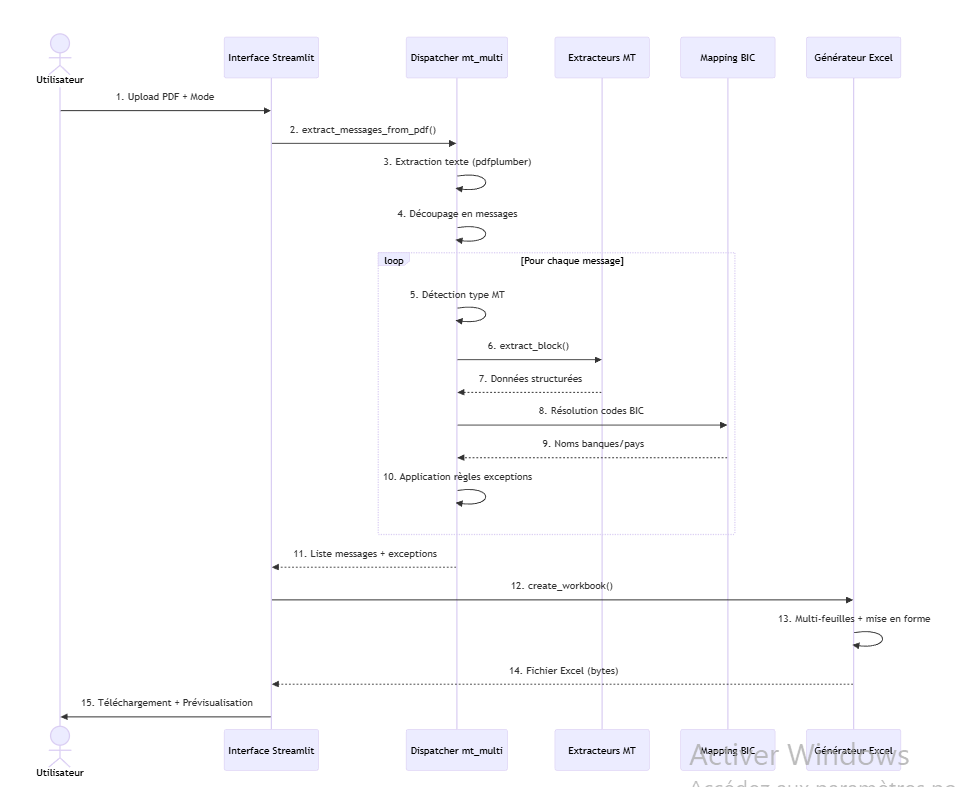 Utilisateur
Interface Streamlit
Dispatcher mt_multi
Extracteurs MT
Mapping BIC
Générateur Excel
1. Upload PDF + Mode
2. extract_messages_from_pdf()
3. Extraction texte (pdfplumber)
4. Découpage en messages
loop
[Pour chaque message]
5. Détection type MT
6. extract_block()
7. Données structurées
8. Résolution codes BIC
9. Noms banques/pays
10. Application règles exceptions
11. Liste messages + exceptions
12. create_workbook()
13. Multi-feuilles + mise en forme
14. Fichier Excel (bytes)
15. Téléchargement + Prévisualisation
Utilisateur
Interface Streamlit
Dispatcher mt_multi
Extracteurs MT
Mapping BIC
Générateur Excel
Activer Windows
Accédez aux paramètres